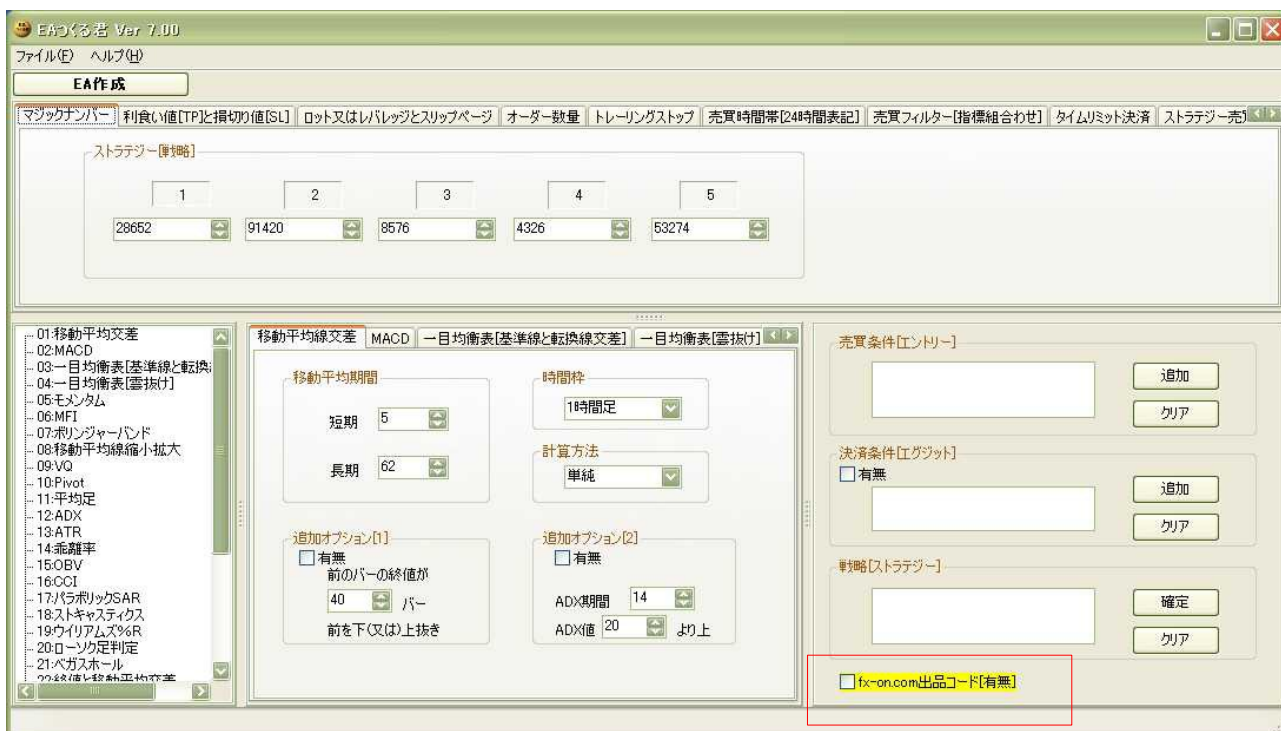 EAつくる君 Ver 7.00
ファイル(F) ヘルプ(H)
EA作成
マジックナンバー 利食い値[TP]と損切り値[SL] ロット又はレバレッジとスリップページ オーダー数量 トレーリングストップ 売買時間帯[24時間表記] 売買フィルター[指標組合わせ] タイムリミット決済 ストラテジー売
ストラテジー[戦略]
1 2 3 4 5
28652 91420 8576 4326 53274
01:移動平均交差
02:MACD
03:一目均衡表[基準線と転換
04:一目均衡表[雲抜け]
05:モメンタム
06:MFI
07:ボリンジャーバンド
08:移動平均線縮小拡大
09:VQ
10:Pivot
11:平均足
12:ADX
13:ATR
14:乖離率
15:OBV
16:CCI
17:パラボリックSAR
18:ストキャスティクス
19:ウイリアムズ%R
20:ローソク足判定
21:ベガスホール
22:終値と移動平均交差
移動平均線交差 MACD 一目均衡表[基準線と転換線交差] 一目均衡表[雲抜け]
移動平均期間
短期 5
長期 62
時間枠
1時間足
計算方法
単純
追加オプション[1]
有無
前のバーの終値が
40 バー
前を下(又は)上抜き
追加オプション[2]
有無
ADX期間 14
ADX値 20 より上
売買条件[エントリー]
追加
クリア
決済条件[エグジット]
有無
追加
クリア
戦略[ストラテジー]
確定
クリア
fx-on.com出品コード[有無]